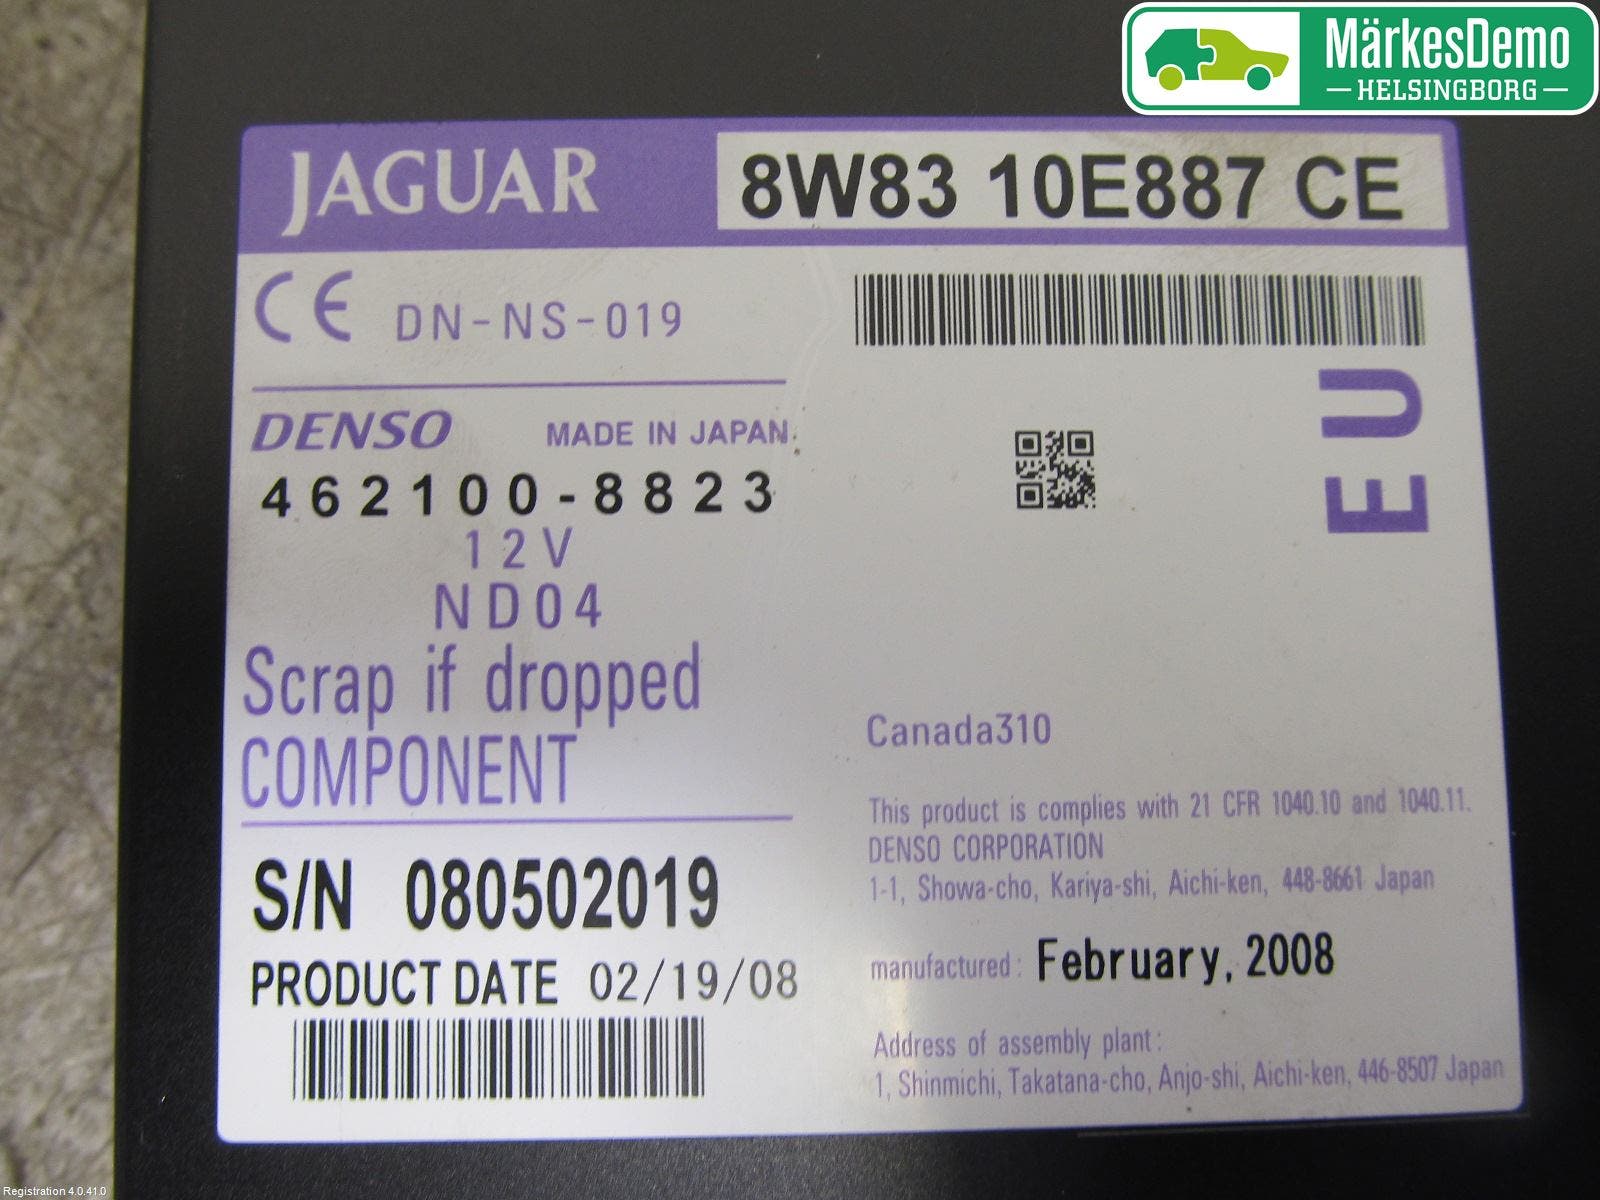 MärkesDemo
HELSINGBORG
JAGUAR
8W83 10E887 CE
CE DN-NS-019
EU
DENSO MADE IN JAPAN.
462100-8823
12V
ND04
Scrap if dropped
COMPONENT
S/N 080502019
PRODUCT DATE 02/19/08
Canada310
This product is complies with 21 CFR 1040.10 and 1040.11.
DENSO CORPORATION
1-1, Showa-cho, Kariya-shi, Aichi-ken, 448-8661 Japan
manufactured: February, 2008
Address of assembly plant:
1, Shinmichi, Takatana-cho, Anjo-shi, Aichi-ken, 446-8507 Japan
Registration 4.0.41.0